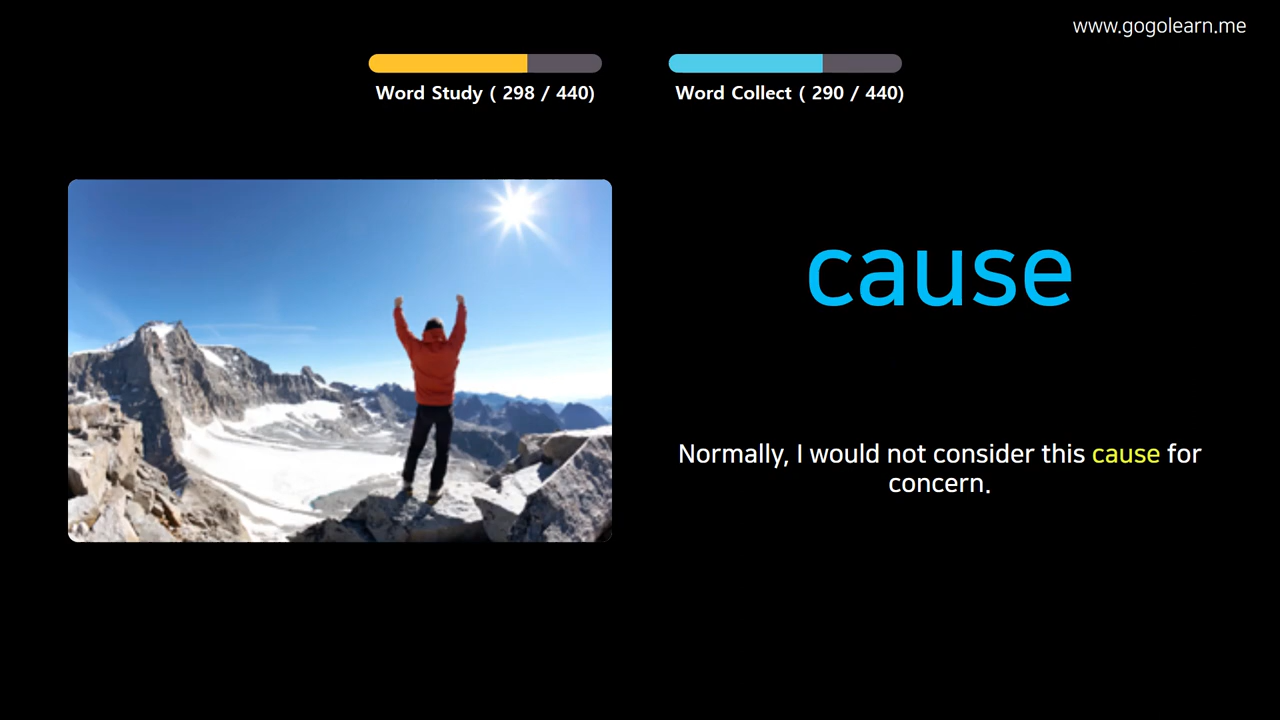 www.gogolearn.me
Word Study ( 298 / 440)
Word Collect ( 290 / 440)
cause
Normally, I would not consider this cause for
concern.